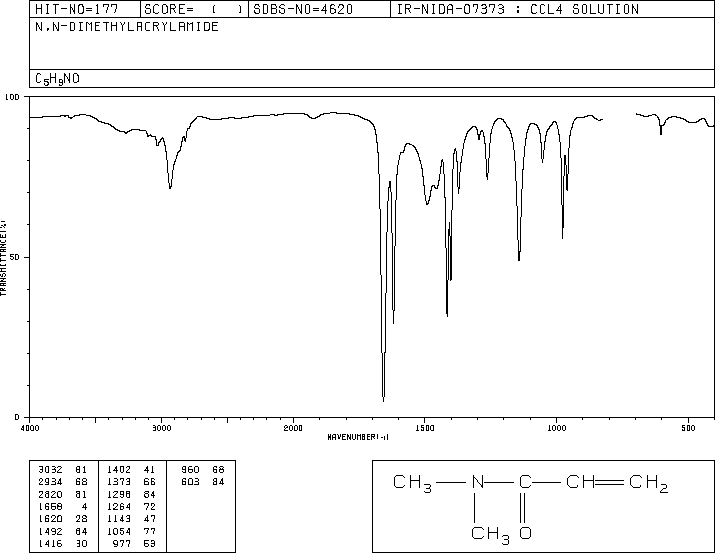 HIT-NO=177 SCORE= ( ) SDBS-NO=4620 IR-NIDA-07373 : CCL4 SOLUTION
N,N-DIMETHYLACRYLAMIDE
C5H9NO
100
50
0
TRANSMITTANCE(%)
4000 3000 2000 1500 1000 500
WAVENUMBER(-1)
3032 81 1402 41 960 68
2934 68 1373 66 603 84
2820 81 1298 84
1658 4 1264 72
1620 28 1143 47
1492 64 1054 77
1416 30 977 53
CH3 N C CH CH2
CH3 O